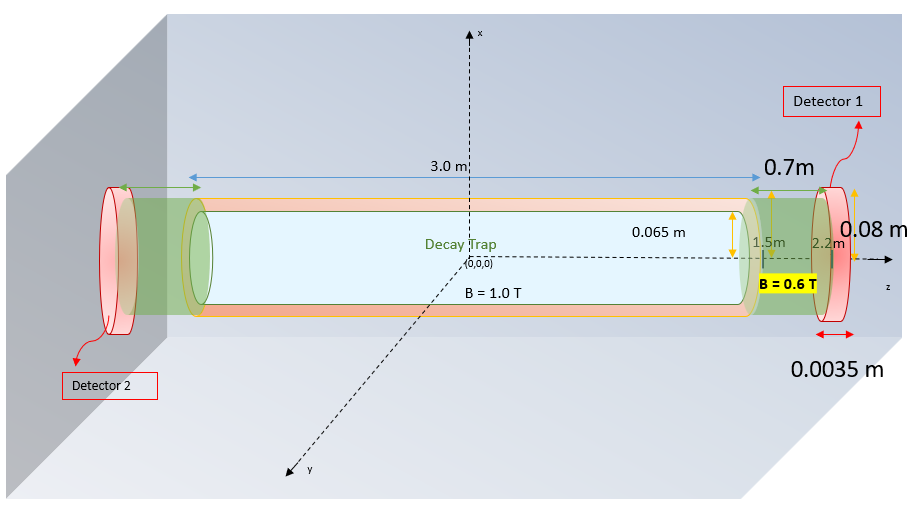 x
Detector 1
3.0 m
0.7m
0.065 m
0.08 m
Decay Trap
1.5m
2.2m
(0,0,0)
z
B = 1.0 T
B = 0.6 T
0.0035 m
Detector 2
y